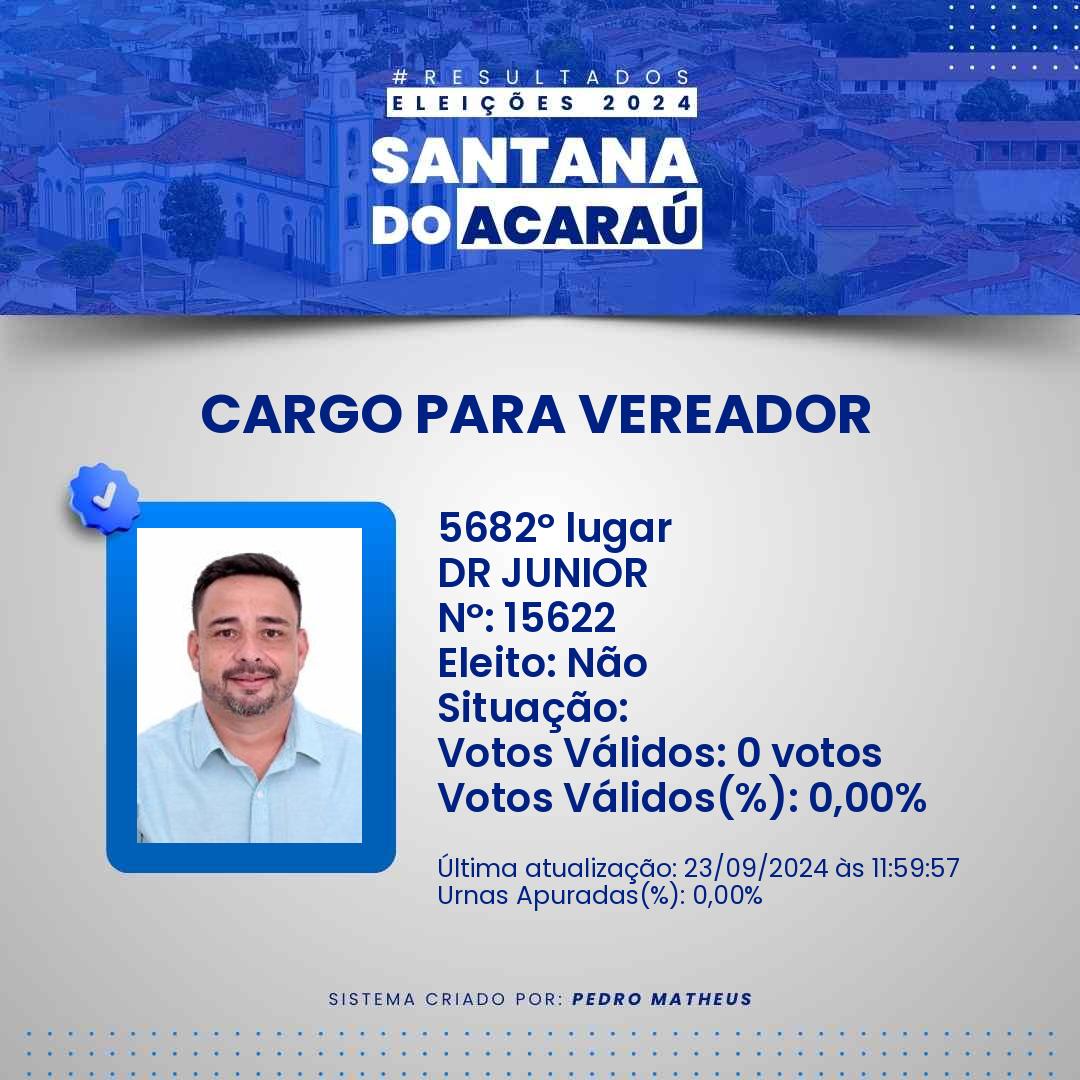 #RESULTADOS
ELEIÇÕES 2024
SANTANA
DO ACARAÚ
CARGO PARA VEREADOR
5682º lugar
DR JUNIOR
Nº: 15622
Eleito: Não
Situação:
Votos Válidos: 0 votos
Votos Válidos(%): 0,00%
Última atualização: 23/09/2024 às 11:59:57
Urnas Apuradas(%): 0,00%
SISTEMA CRIADO POR: PEDRO MATHEUS